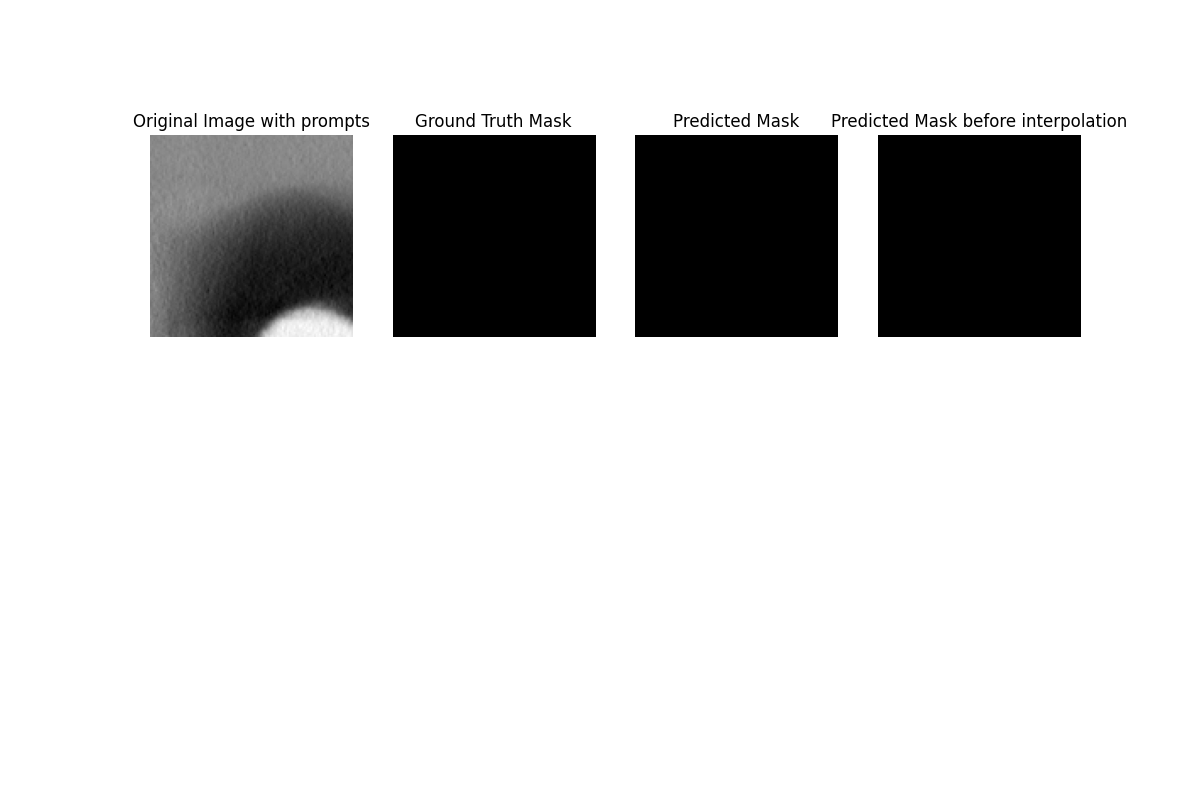 Original Image with prompts
Ground Truth Mask
Predicted Mask
Predicted Mask before interpolation